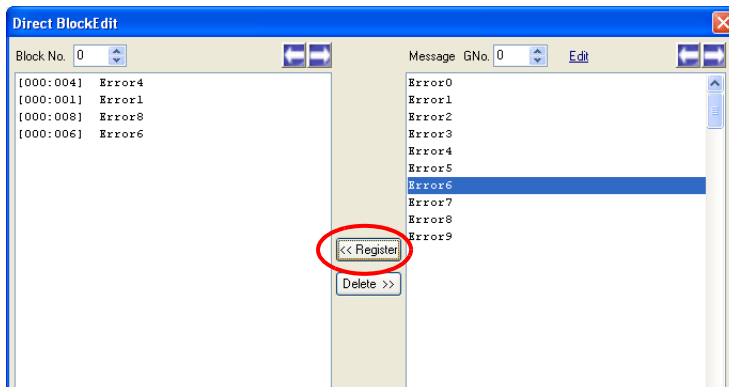 Direct BlockEdit
Block No. 0
Message GNo. 0 Edit
[000:004] Error4
[000:001] Error1
[000:008] Error8
[000:006] Error6
Error0
Error1
Error2
Error3
Error4
Error5
Error6
Error7
Error8
Error9
<< Register
Delete >>